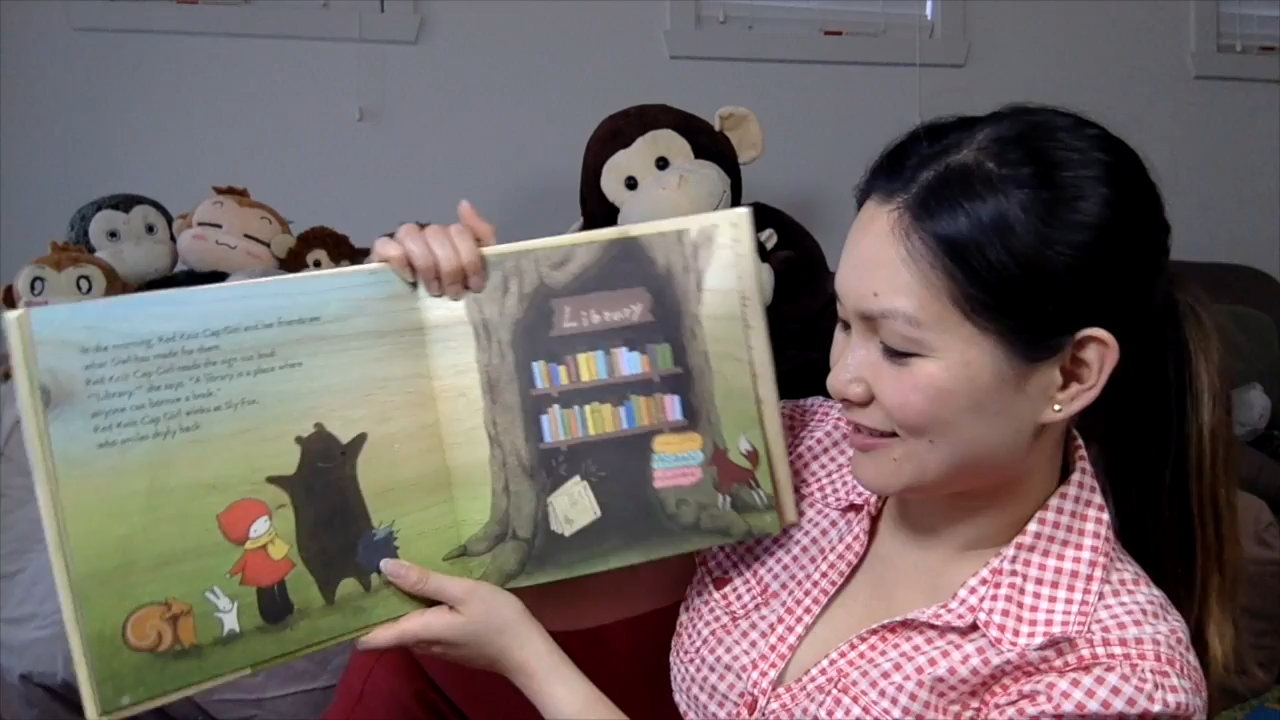 In the morning, Red Knit Cap Girl and her friends see
what Owl has made for them.
Red Knit Cap Girl reads the sign out loud.
"'Library,'" she says. "A library is a place where
anyone can borrow a book."
Red Knit Cap Girl winks at Sly Fox,
who smiles shyly back.
Library